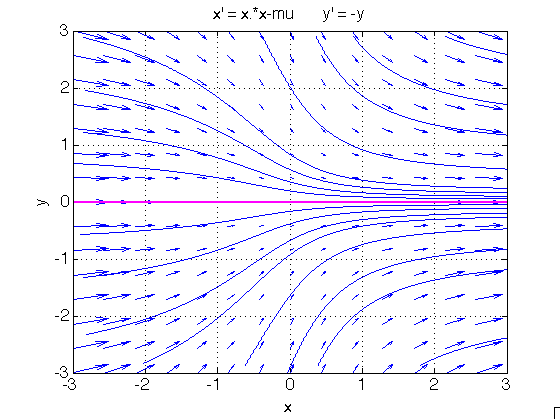 x' = x.*x-mu y' = -y
3
2
1
0
-1
-2
-3
y
-3 -2 -1 0 1 2 3
x